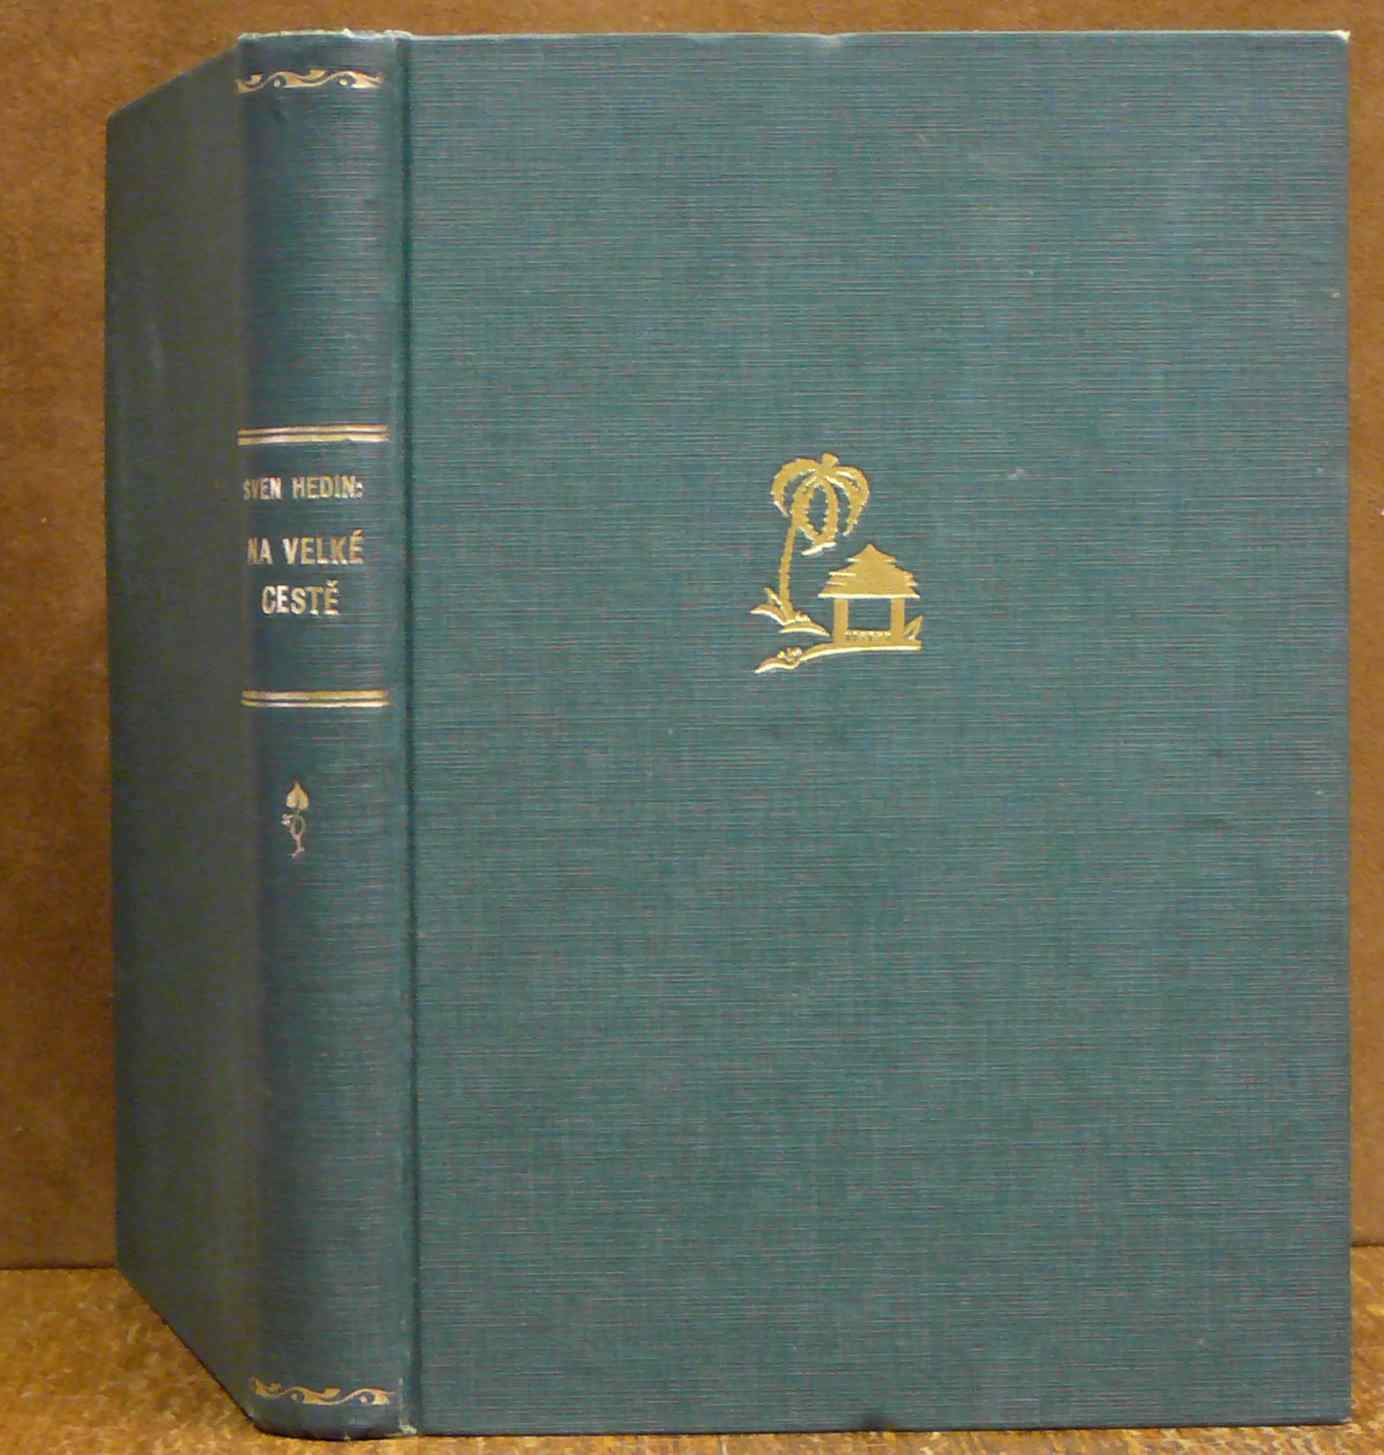 SVEN HEDIN:
NA VELKÉ
CESTĚ